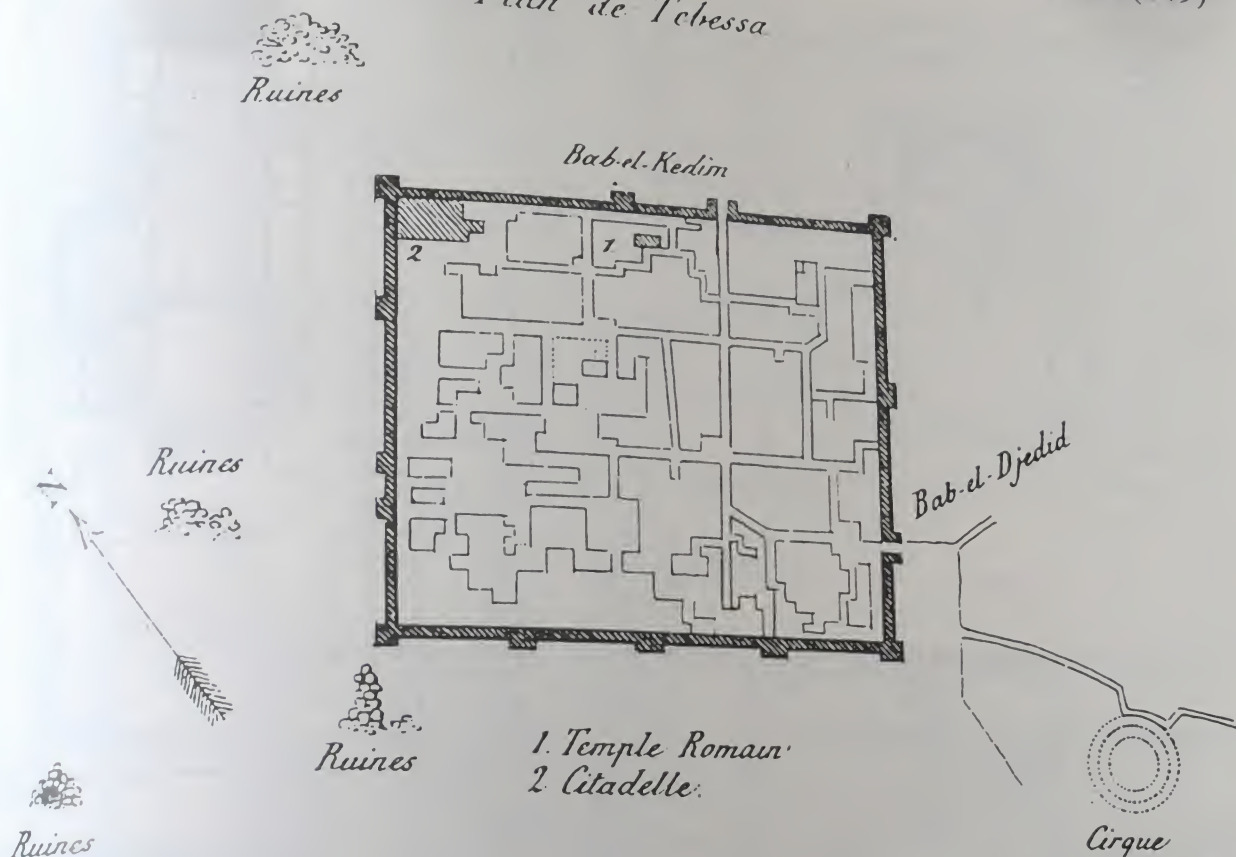 Plan de Tebessa
Ruines
Bab-el-Kedim
1
2
Ruines
Bab-el-Djedid
Ruines
1. Temple Romain
2. Citadelle.
Ruines
Cirque